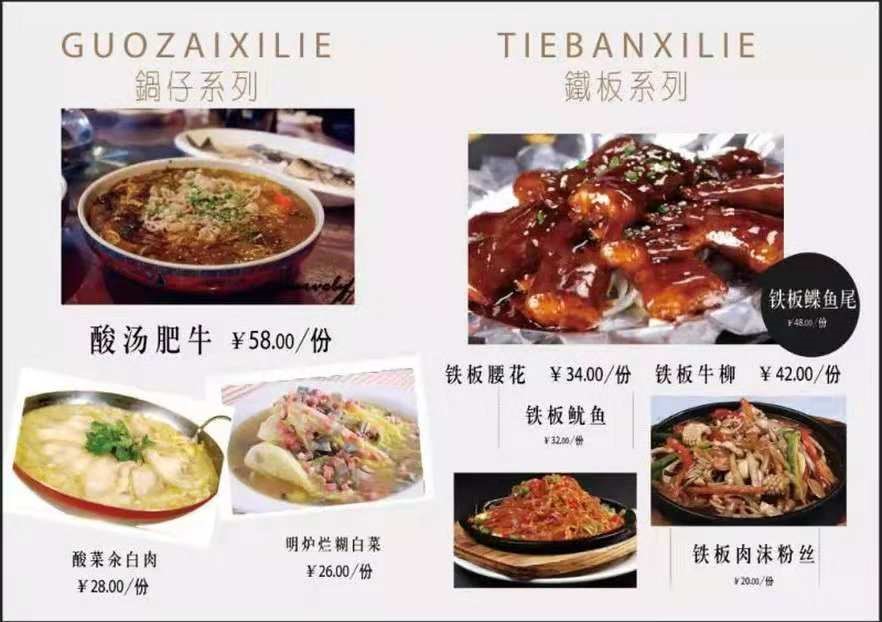 GUOZAIXILIE
鍋仔系列
酸汤肥牛 ¥58.00/份
酸菜汆白肉
¥28.00/份
明炉烂糊白菜
¥26.00/份
TIEBANXILIE
鐵板系列
铁板鲽鱼尾
¥48.00/份
铁板腰花 ¥34.00/份 铁板牛柳 ¥42.00/份
铁板鱿鱼
¥32.00/份
铁板肉沫粉丝
¥20.00/份